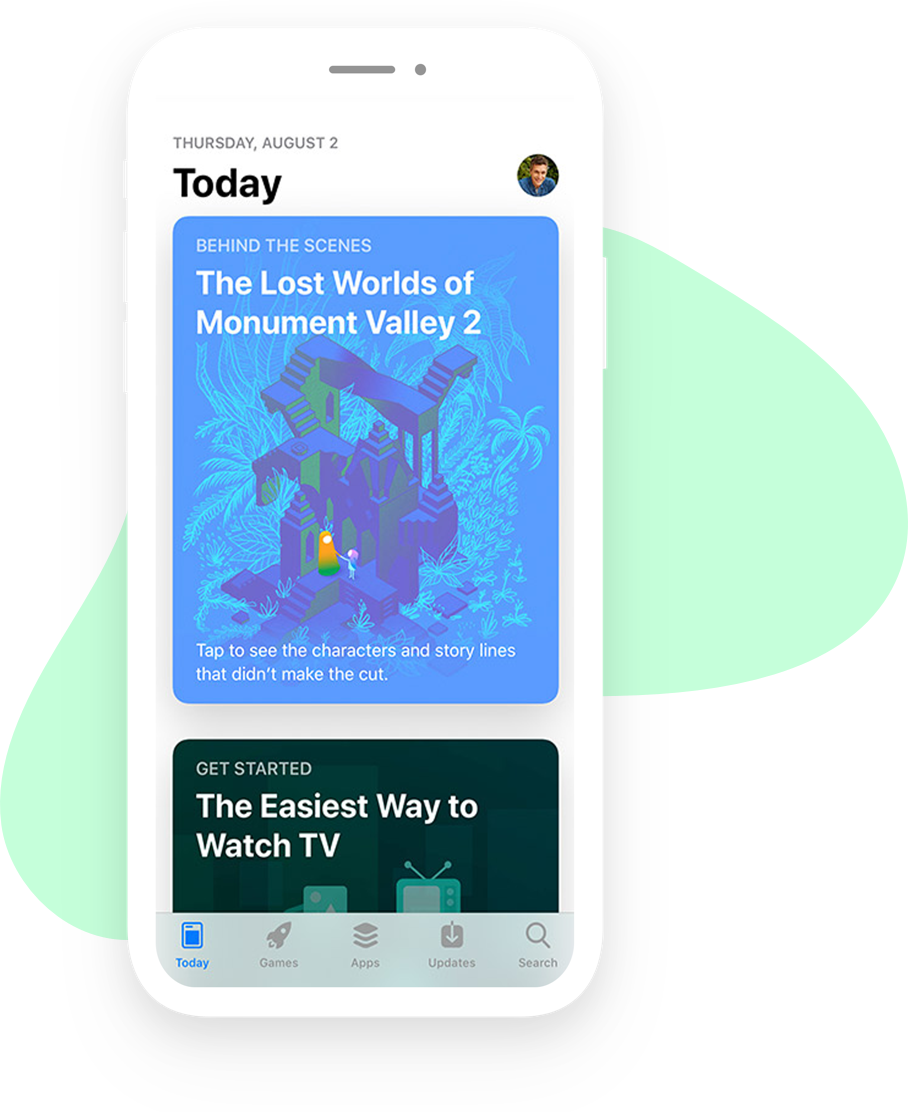 THURSDAY, AUGUST 2
Today
BEHIND THE SCENES
The Lost Worlds of
Monument Valley 2
Tap to see the characters and story lines
that didn’t make the cut.
GET STARTED
The Easiest Way to
Watch TV
Today Games Apps Updates Search